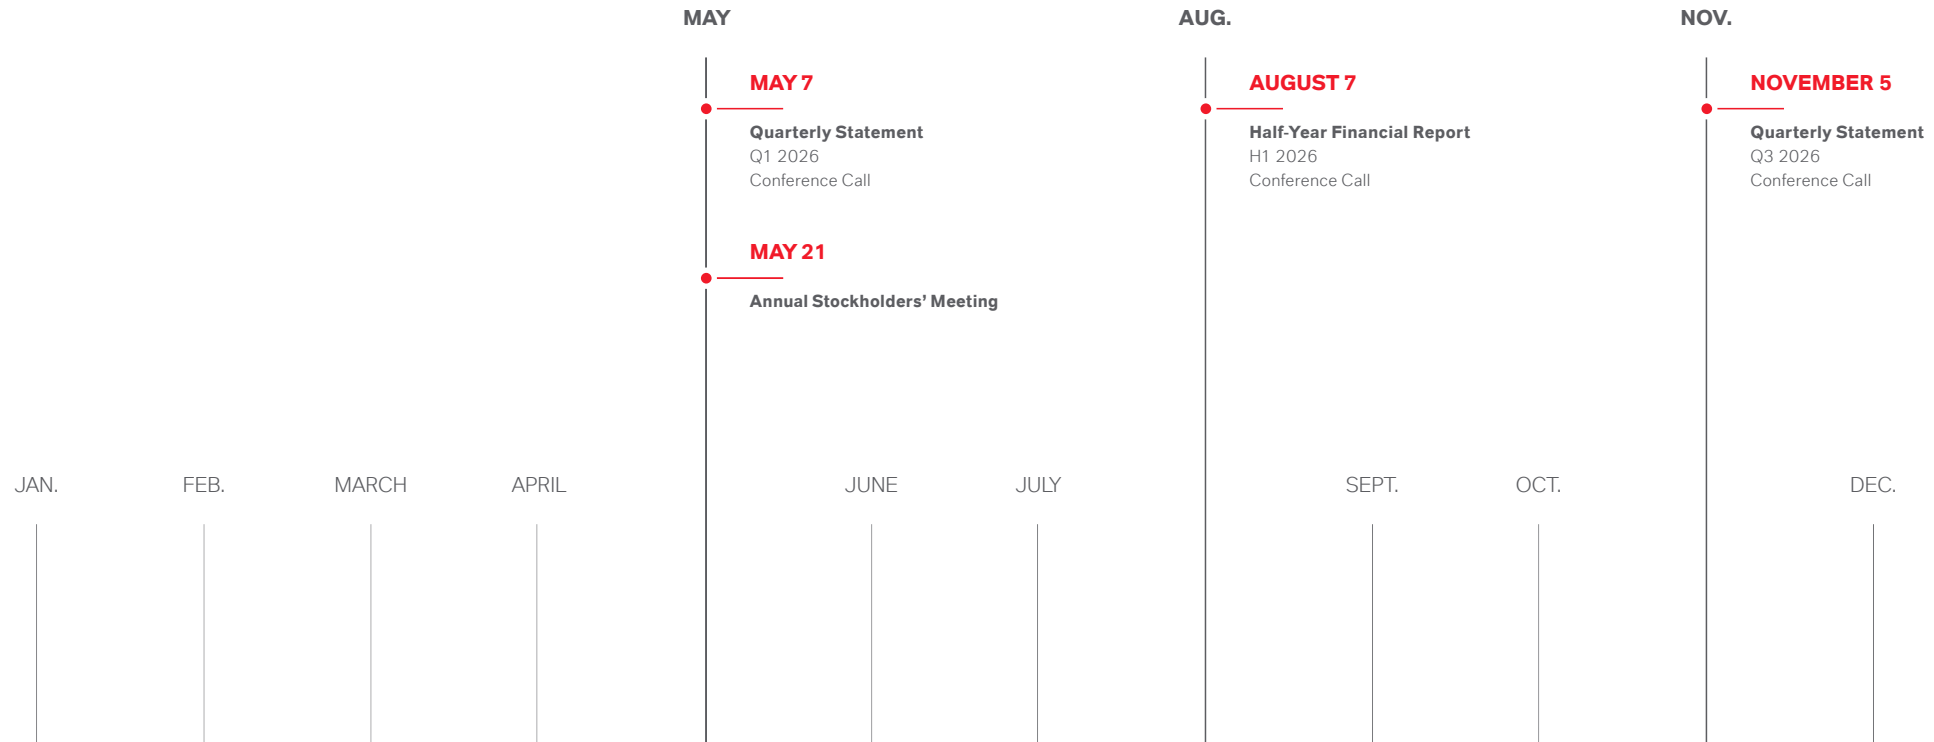 MAY
MAY 7
Quarterly Statement
Q1 2026
Conference Call
MAY 21
Annual Stockholders’ Meeting
AUG.
AUGUST 7
Half-Year Financial Report
H1 2026
Conference Call
NOV.
NOVEMBER 5
Quarterly Statement
Q3 2026
Conference Call
JAN.
FEB.
MARCH
APRIL
JUNE
JULY
SEPT.
OCT.
DEC.